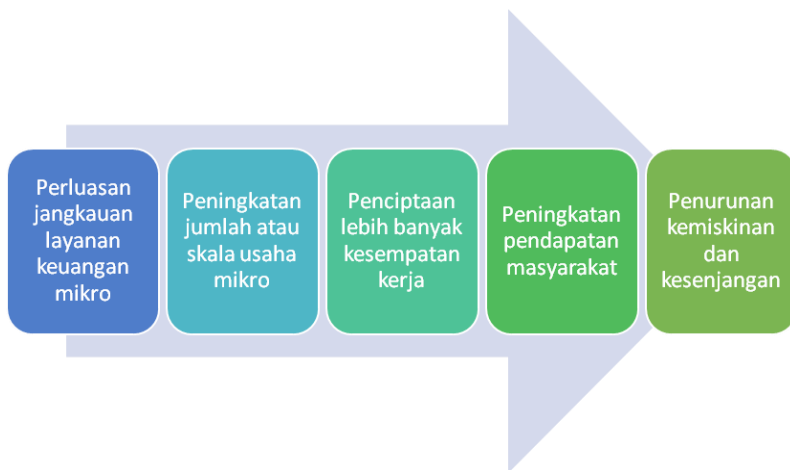 Perluasan
jangkauan
layanan
keuangan
mikro
Peningkatan
jumlah atau
skala usaha
mikro
Penciptaan
lebih banyak
kesempatan
kerja
Peningkatan
pendapatan
masyarakat
Penurunan
kemiskinan
dan
kesenjangan